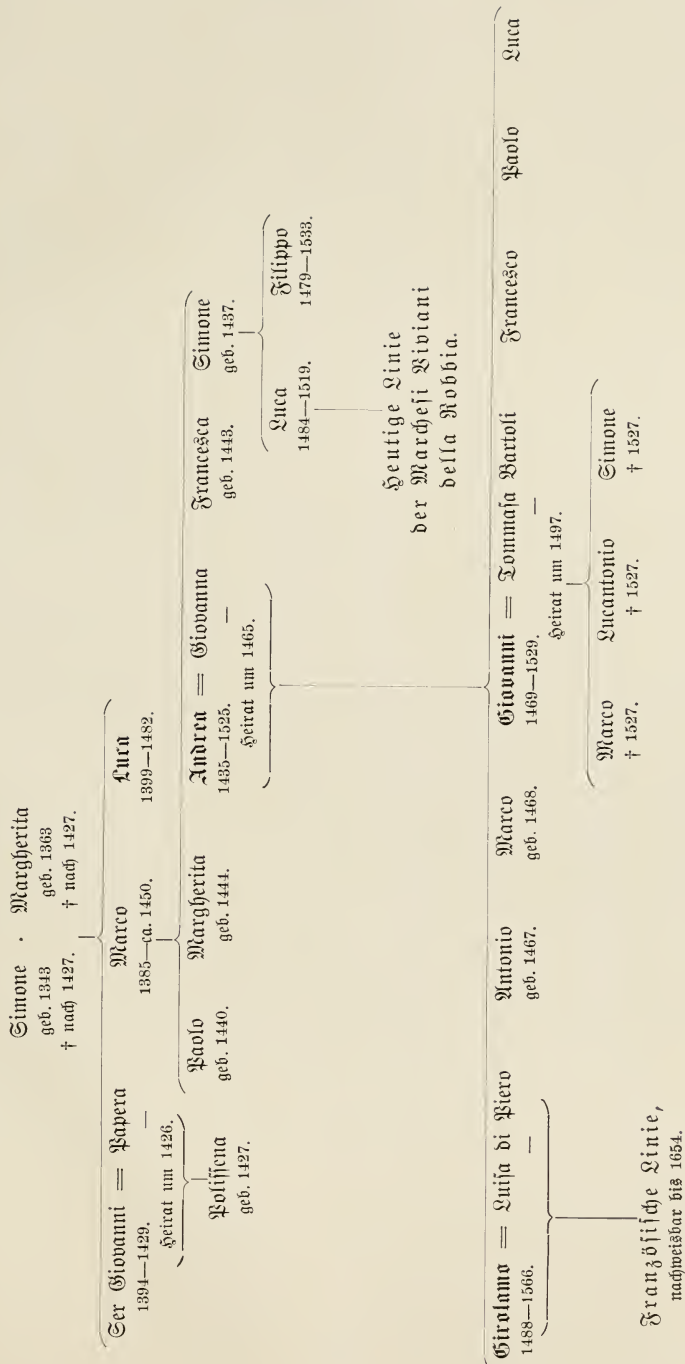 Simone · Margherita
geb. 1343 geb. 1363
† nach 1427. † nach 1427.
Ser Giovanni = Papera Marco Luca
1394—1429. — 1385—ca. 1450. 1399—1482.
Heirat um 1426.
Polissena
geb. 1427.
Paolo Margherita Andrea = Giovanna Francesca Simone
geb. 1440. geb. 1444. 1435—1525. — geb. 1443. geb. 1437.
Heirat um 1465.
Luca Filippo
1484—1519. 1479—1533.
Heutige Linie
der Marchesi Viviani
della Robbia.
Girolamo = Luisa di Piero Antonio Marco Giovanni = Tommasa Bartoli Francesco Paolo Luca
1488—1566. — geb. 1467. geb. 1468. 1469—1529. —
Heirat um 1497.
Marco Lucantonio Simone
† 1527. † 1527. † 1527.
Französische Linie,
nachweisbar bis 1654.